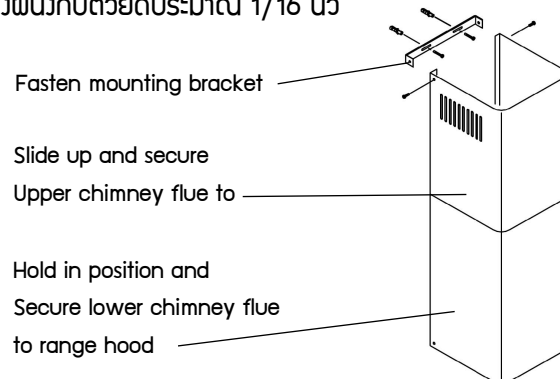 งผนังกับตัวยึดประมาณ 1/16 นิ้ว
Fasten mounting bracket
Slide up and secure
Upper chimney flue to
Hold in position and
Secure lower chimney flue
to range hood